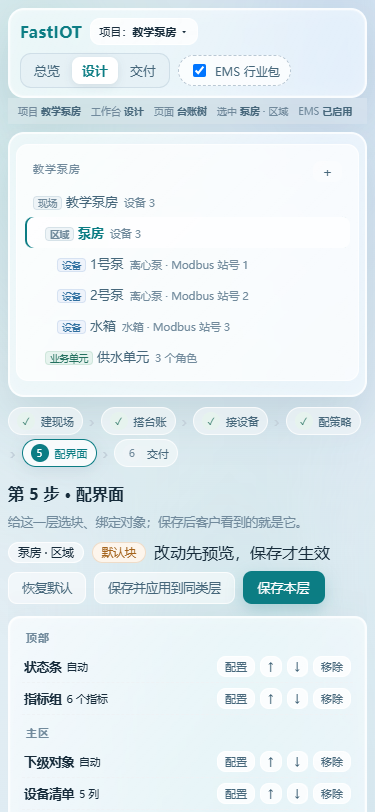 FastIOT 项目: 教学泵房
总览 设计 交付 EMS 行业包
项目 教学泵房 工作台 设计 页面 台账树 选中 泵房 · 区域 EMS 已启用
教学泵房 +
现场 教学泵房 设备 3
区域 泵房 设备 3
设备 1号泵 离心泵 · Modbus 站号 1
设备 2号泵 离心泵 · Modbus 站号 2
设备 水箱 水箱 · Modbus 站号 3
业务单元 供水单元 3 个角色
✓ 建现场 › ✓ 搭台账 › ✓ 接设备 › ✓ 配策略
› 5 配界面 › 6 交付
第 5 步 • 配界面
给这一层选块、绑定对象；保存后客户看到的就是它。
泵房 · 区域 默认块 改动先预览，保存才生效
恢复默认 保存并应用到同类层 保存本层
顶部
状态条 自动 配置 ↑ ↓ 移除
指标组 6 个指标 配置 ↑ ↓ 移除
主区
下级对象 自动 配置 ↑ ↓ 移除
设备清单 5 列 配置 ↑ ↓ 移除